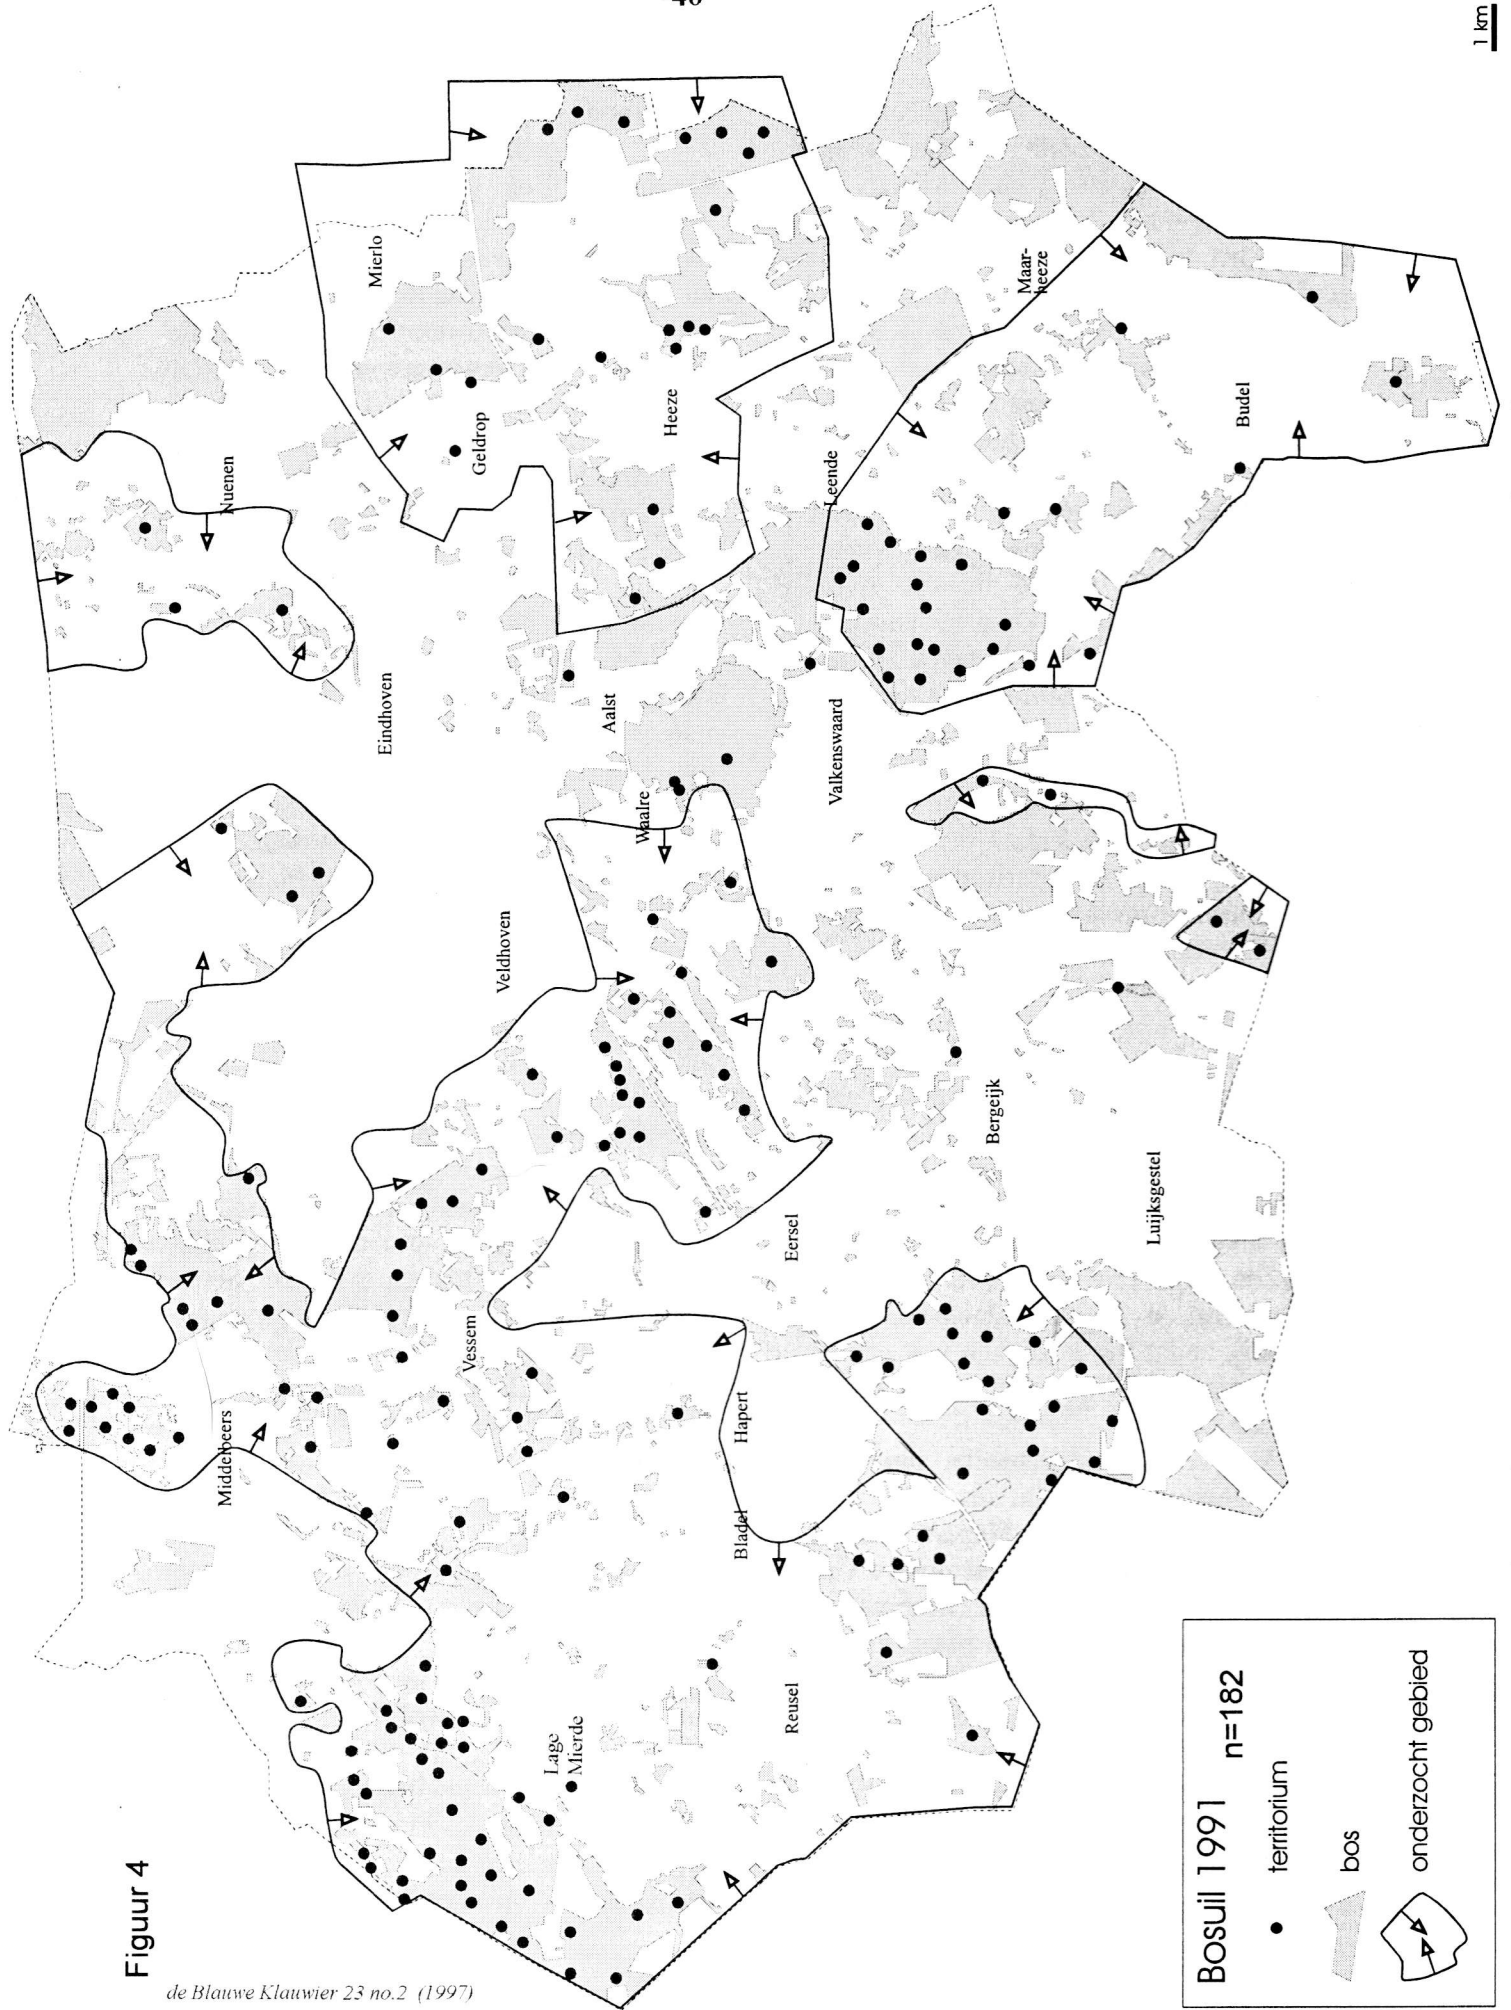 46
1 km
Figuur 4
Mierlo
Geldrop
Heeze
Maar-
heeze
Nuenen
Leende
Budel
Eindhoven
Aalst
Waalre
Valkenswaard
Veldhoven
Bergeijk
Luijksgestel
Eersel
Vessem
Middelbeers
Hapert
Bladel
Reusel
Lage
Mierde
Bosuil 1991 n=182
territorium
bos
onderzocht gebied
de Blauwe Klauwier 23 no.2 (1997)